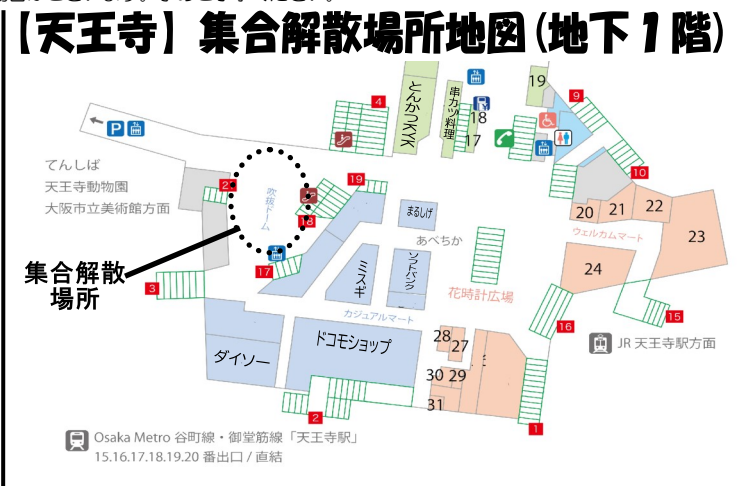 【天王寺】集合解散場所地図(地下１階)
4
とんかつKYK
串カツ料理
18
17
19
9
P
てんしば
天王寺動物園
大阪市立美術館方面
吹抜ドーム
19
18
17
まるしげ
あべちか
10
20
21
22
23
ウェルカムマート
24
集合解散
場所
3
ミスギ
ソフトバンク
花時計広場
カジュアルマート
16
15
JR 天王寺駅方面
ダイソー
ドコモショップ
28
27
30
29
31
2
1
Osaka Metro 谷町線・御堂筋線「天王寺駅」
15.16.17.18.19.20 番出口 / 直結